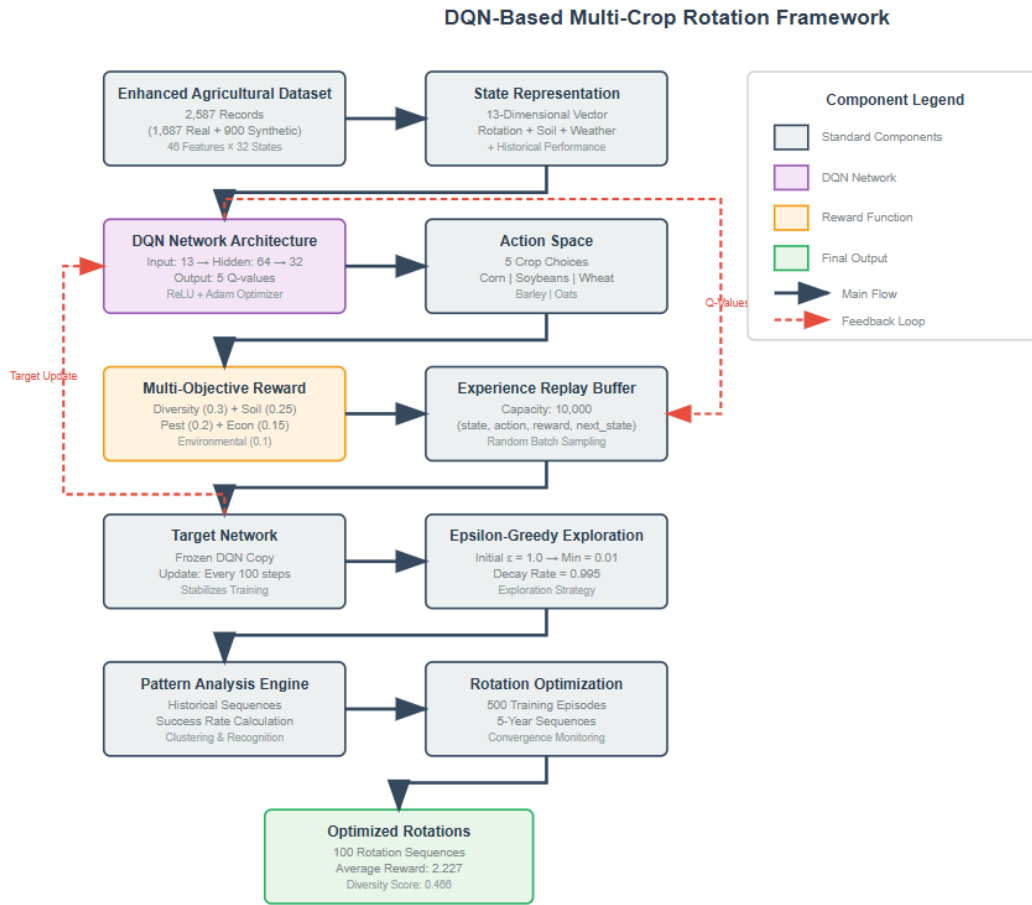 DQN-Based Multi-Crop Rotation Framework
Enhanced Agricultural Dataset
2,587 Records
(1,687 Real + 900 Synthetic)
46 Features × 32 States
State Representation
13-Dimensional Vector
Rotation + Soil + Weather
+ Historical Performance
Component Legend
Standard Components
DQN Network
Reward Function
Final Output
Main Flow
Feedback Loop
DQN Network Architecture
Input: 13 → Hidden: 64 → 32
Output: 5 Q-values
ReLU + Adam Optimizer
Action Space
5 Crop Choices
Corn | Soybeans | Wheat
Barley | Oats
Q-Values
Target Update
Multi-Objective Reward
Diversity (0.3) + Soil (0.25)
Pest (0.2) + Econ (0.15)
Environmental (0.1)
Experience Replay Buffer
Capacity: 10,000
(state, action, reward, next_state)
Random Batch Sampling
Target Network
Frozen DQN Copy
Update: Every 100 steps
Stabilizes Training
Epsilon-Greedy Exploration
Initial ε = 1.0 → Min = 0.01
Decay Rate = 0.995
Exploration Strategy
Pattern Analysis Engine
Historical Sequences
Success Rate Calculation
Clustering & Recognition
Rotation Optimization
500 Training Episodes
5-Year Sequences
Convergence Monitoring
Optimized Rotations
100 Rotation Sequences
Average Reward: 2.227
Diversity Score: 0.466